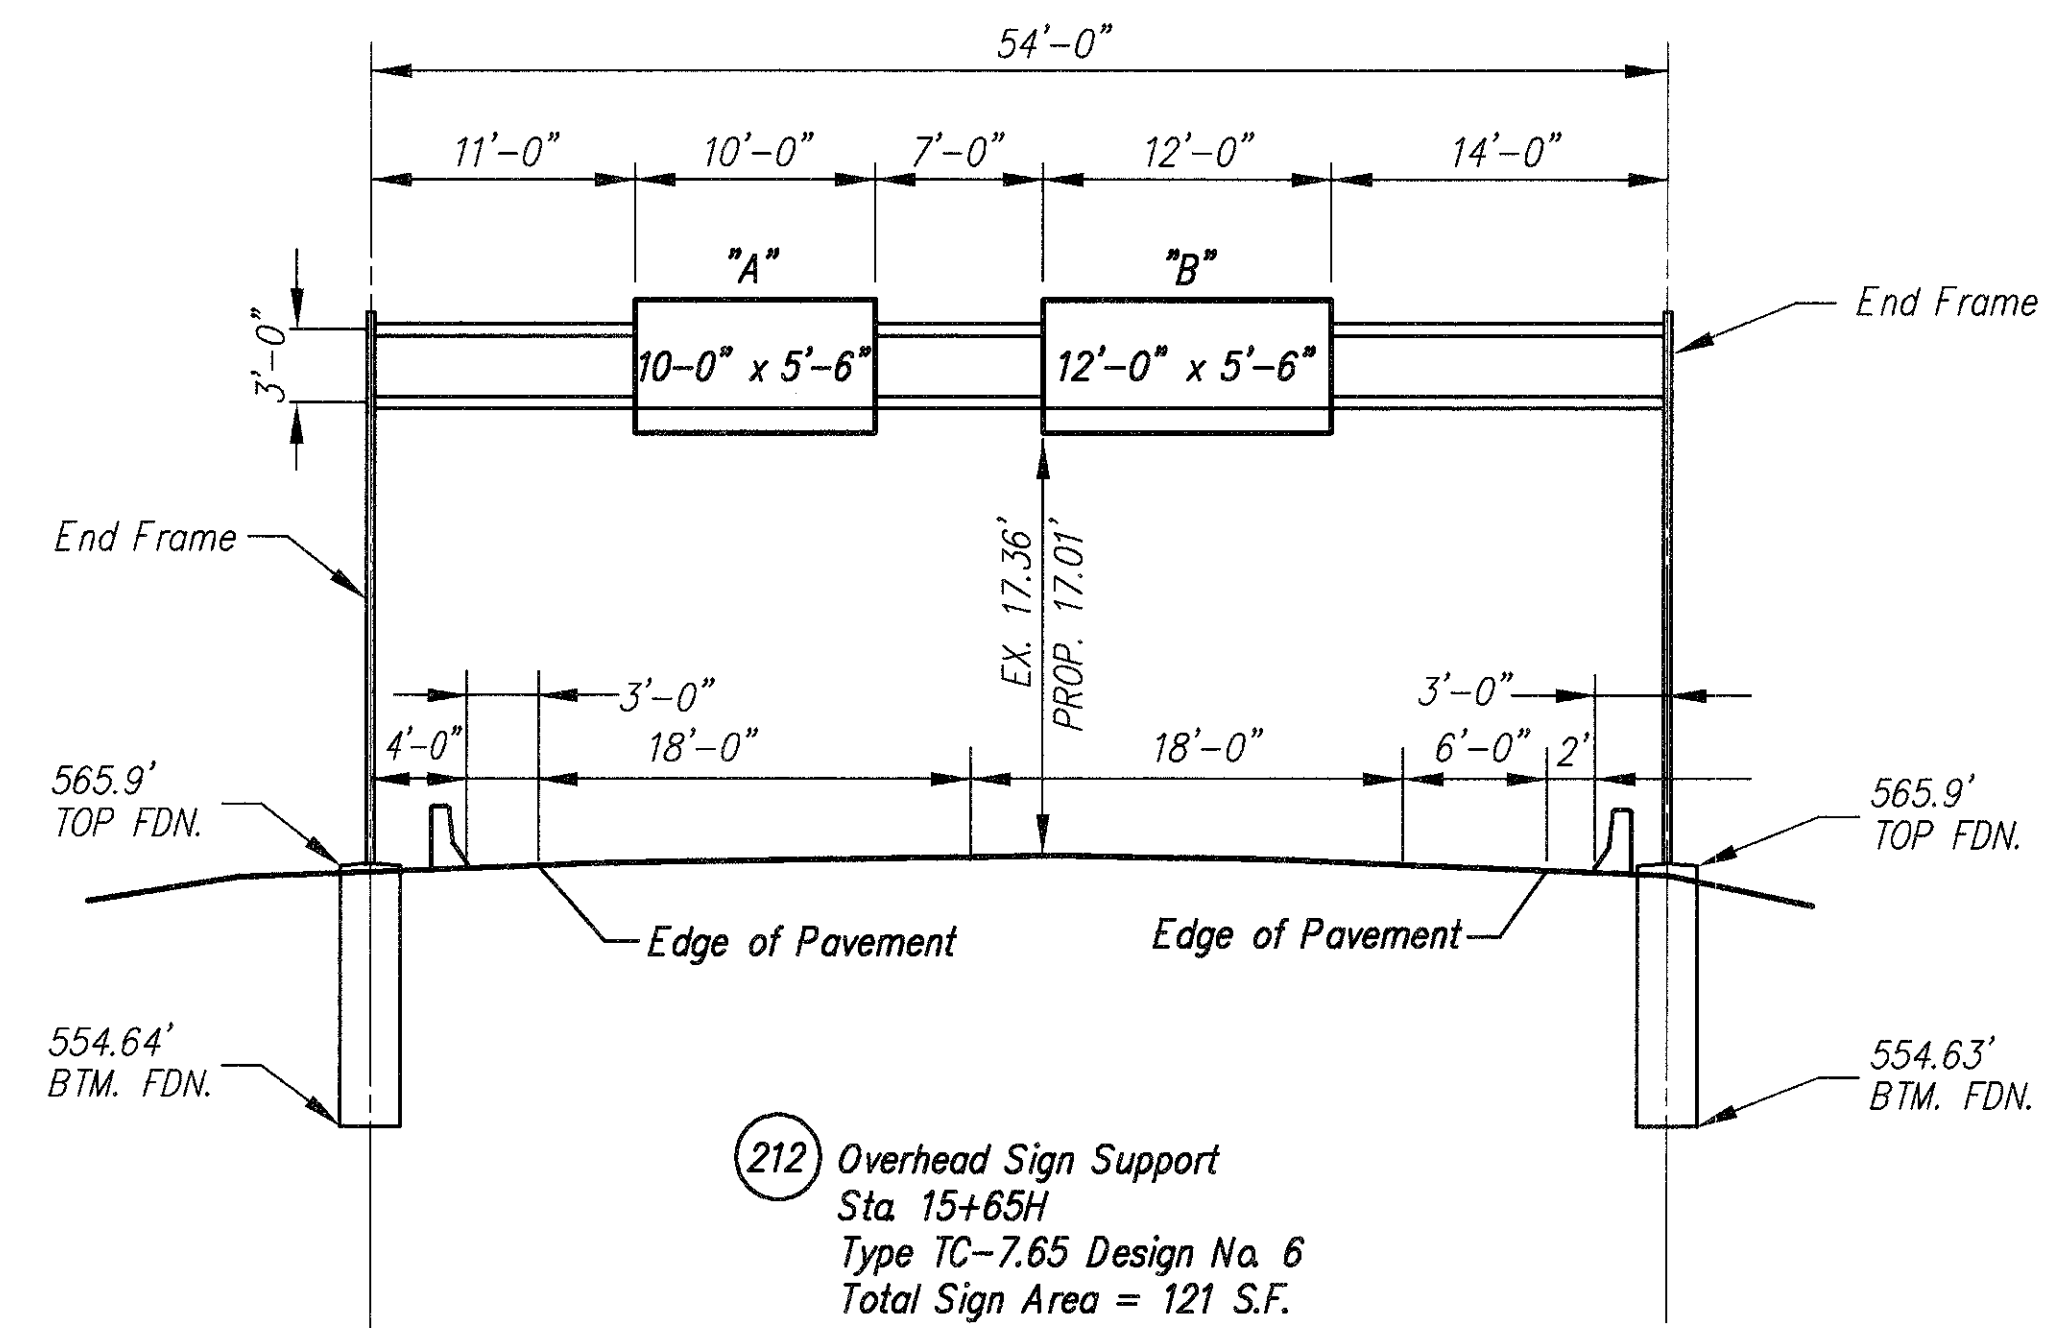 54'-0"
11'-0" 10'-0" 7'-0" 12'-0" 14'-0"
"A" "B"
End Frame
3'-0"
10-0" x 5'-6" 12'-0" x 5'-6"
End Frame
EX. 17.36'
PROP. 17.01'
3'-0" 3'-0"
4'-0" 18'-0" 18'-0" 6'-0" 2'
565.9'
TOP FDN.
565.9'
TOP FDN.
Edge of Pavement Edge of Pavement
554.64'
BTM. FDN.
554.63'
BTM. FDN.
212 Overhead Sign Support
Sta. 15+65H
Type TC-7.65 Design No. 6
Total Sign Area = 121 S.F.